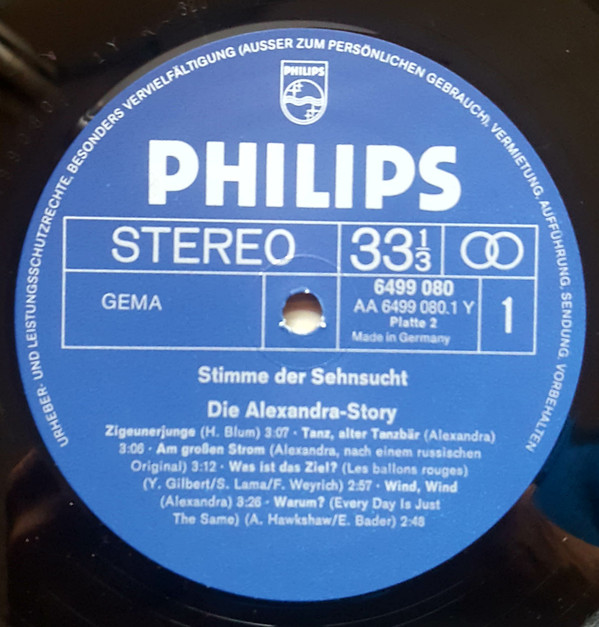 URHEBER- UND LEISTUNGSSCHUTZRECHTE, BESONDERS VERVIELFÄLTIGUNG (AUSSER ZUM PERSÖNLICHEN GEBRAUCH), VERMIETUNG, AUFFÜHRUNG, SENDUNG, VORBEHALTEN
PHILIPS
PHILIPS
STEREO 33 1/3
GEMA
6499 080
AA 6499 080.1 Y
Platte 2
Made in Germany
1
Stimme der Sehnsucht
Die Alexandra-Story
Zigeunerjunge (H. Blum) 3:07 · Tanz, alter Tanzbär (Alexandra)
3:06 · Am großen Strom (Alexandra, nach einem russischen
Original) 3:12 · Was ist das Ziel? (Les ballons rouges)
(Y. Gilbert/S. Lama/F. Weyrich) 2:57 · Wind, Wind
(Alexandra) 3:26 · Warum? (Every Day Is Just
The Same) (A. Hawkshaw/E. Bader) 2:48